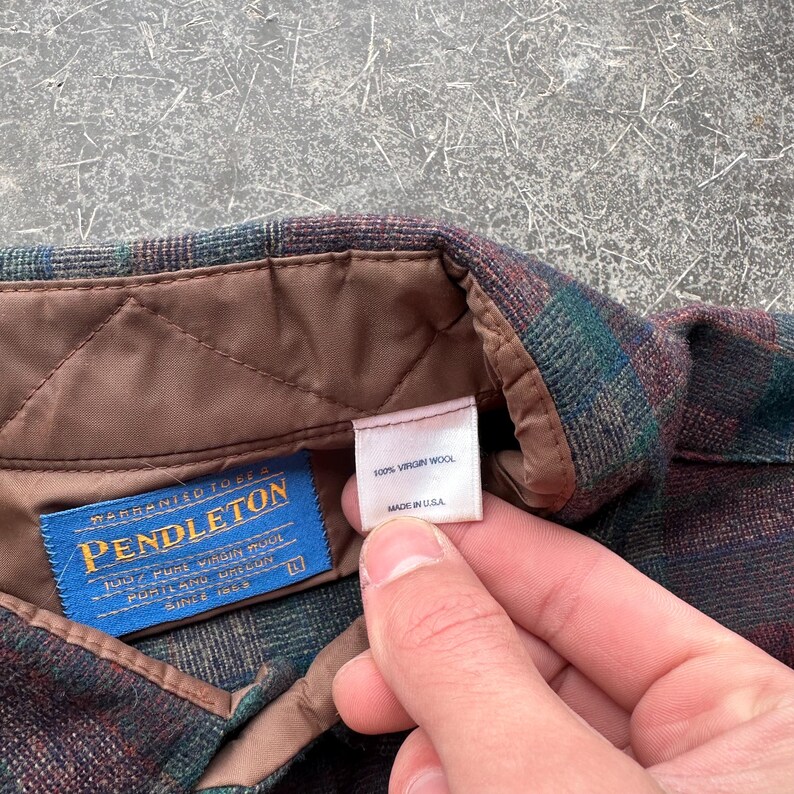 WARRANTED TO BE A
PENDLETON
100% PURE VIRGIN WOOL
PORTLAND, OREGON
SINCE 1863
L
100% VIRGIN WOOL
MADE IN U.S.A.